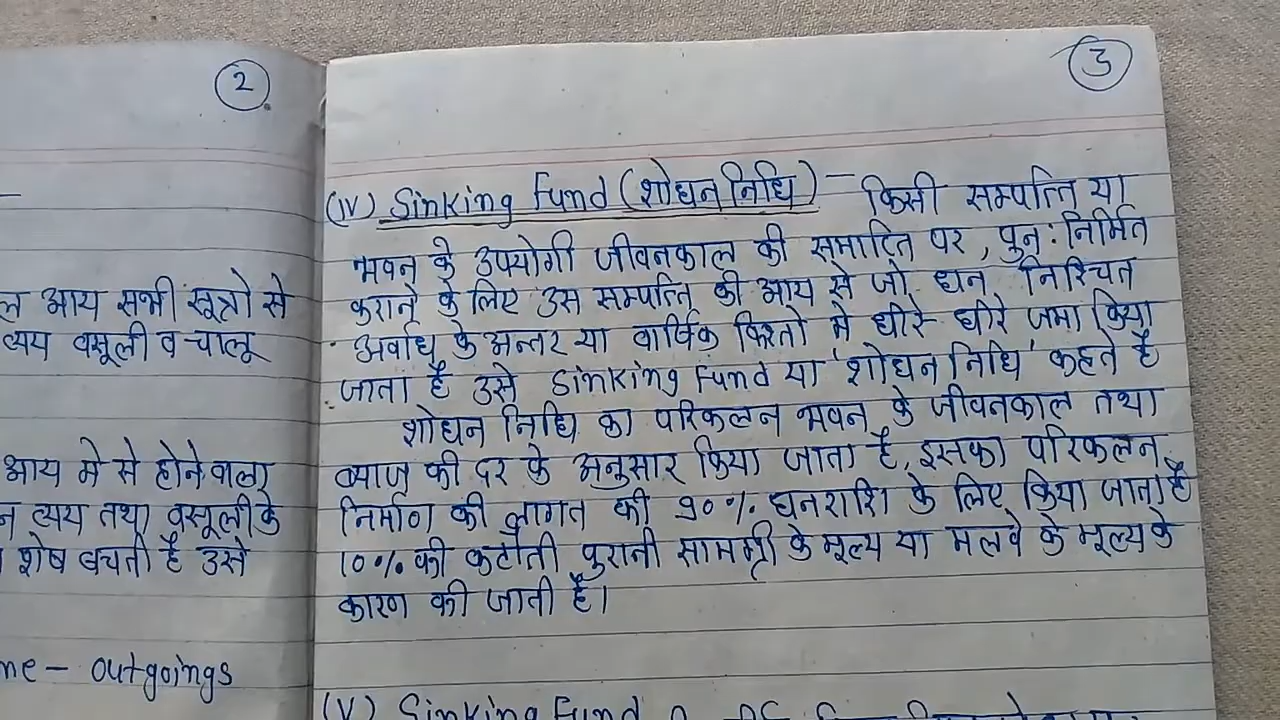 2
ल आय सभी सूत्रो से
व्यय वसूली व चालू
आय मे से होने वाला
न व्यय तथा वसूली के
शेष बचती है उसे
me - outgoings
3
(IV) Sinking Fund (शोधन निधि) - किसी सम्पत्ति या
भवन के उपयोगी जीवनकाल की समाप्ति पर, पुन: निर्मित
कराने के लिए उस सम्पत्ति की आय से जो धन निश्चित
अवधि के अन्तर या वार्षिक किस्तो मे धीरे धीरे जमा किया
जाता है उसे Sinking Fund या 'शोधन निधि' कहते है
शोधन निधि का परिकलन भवन के जीवनकाल तथा
ब्याज की दर के अनुसार किया जाता है, इसका परिकलन
निर्माण की लागत की 90% धनराशि के लिए किया जाता है
10% की कटौती पुरानी सामग्री के मूल्य या मलवे के मूल्य के
कारण की जाती है।
(V) Sinking Fund